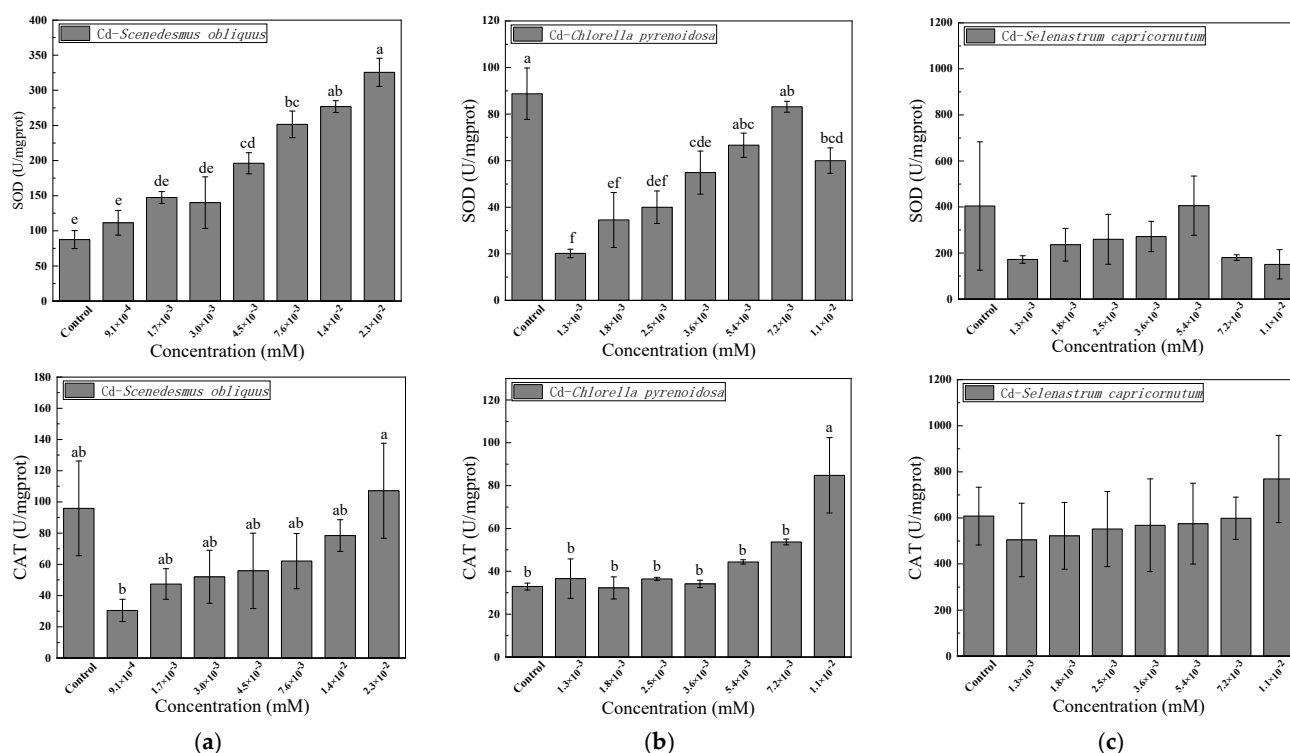 Cd-Scenedesmus obliquus
SOD (U/mgprot)
400
350
300
250
200
150
100
50
0
e
e
de
de
cd
bc
ab
a
Control
9.1×10⁻⁴
1.7×10⁻³
3.0×10⁻³
4.5×10⁻³
7.6×10⁻³
1.4×10⁻²
2.3×10⁻²
Concentration (mM)
Cd-Chlorella pyrenoidosa
SOD (U/mgprot)
120
100
80
60
40
20
0
a
f
ef
def
cde
abc
ab
bcd
Control
1.3×10⁻³
1.8×10⁻³
2.5×10⁻³
3.6×10⁻³
5.4×10⁻³
7.2×10⁻³
1.1×10⁻²
Concentration (mM)
Cd-Selenastrum capricornutum
SOD (U/mgprot)
1200
1000
800
600
400
200
0
Control
1.3×10⁻³
1.8×10⁻³
2.5×10⁻³
3.6×10⁻³
5.4×10⁻³
7.2×10⁻³
1.1×10⁻²
Concentration (mM)
Cd-Scenedesmus obliquus
CAT (U/mgprot)
180
160
140
120
100
80
60
40
20
0
ab
b
ab
ab
ab
ab
ab
a
Control
9.1×10⁻⁴
1.7×10⁻³
3.0×10⁻³
4.5×10⁻³
7.6×10⁻³
1.4×10⁻²
2.3×10⁻²
Concentration (mM)
(a)
Cd-Chlorella pyrenoidosa
CAT (U/mgprot)
120
100
80
60
40
20
0
b
b
b
b
b
b
b
a
Control
1.3×10⁻³
1.8×10⁻³
2.5×10⁻³
3.6×10⁻³
5.4×10⁻³
7.2×10⁻³
1.1×10⁻²
Concentration (mM)
(b)
Cd-Selenastrum capricornutum
CAT (U/mgprot)
1200
1000
800
600
400
200
0
Control
1.3×10⁻³
1.8×10⁻³
2.5×10⁻³
3.6×10⁻³
5.4×10⁻³
7.2×10⁻³
1.1×10⁻²
Concentration (mM)
(c)